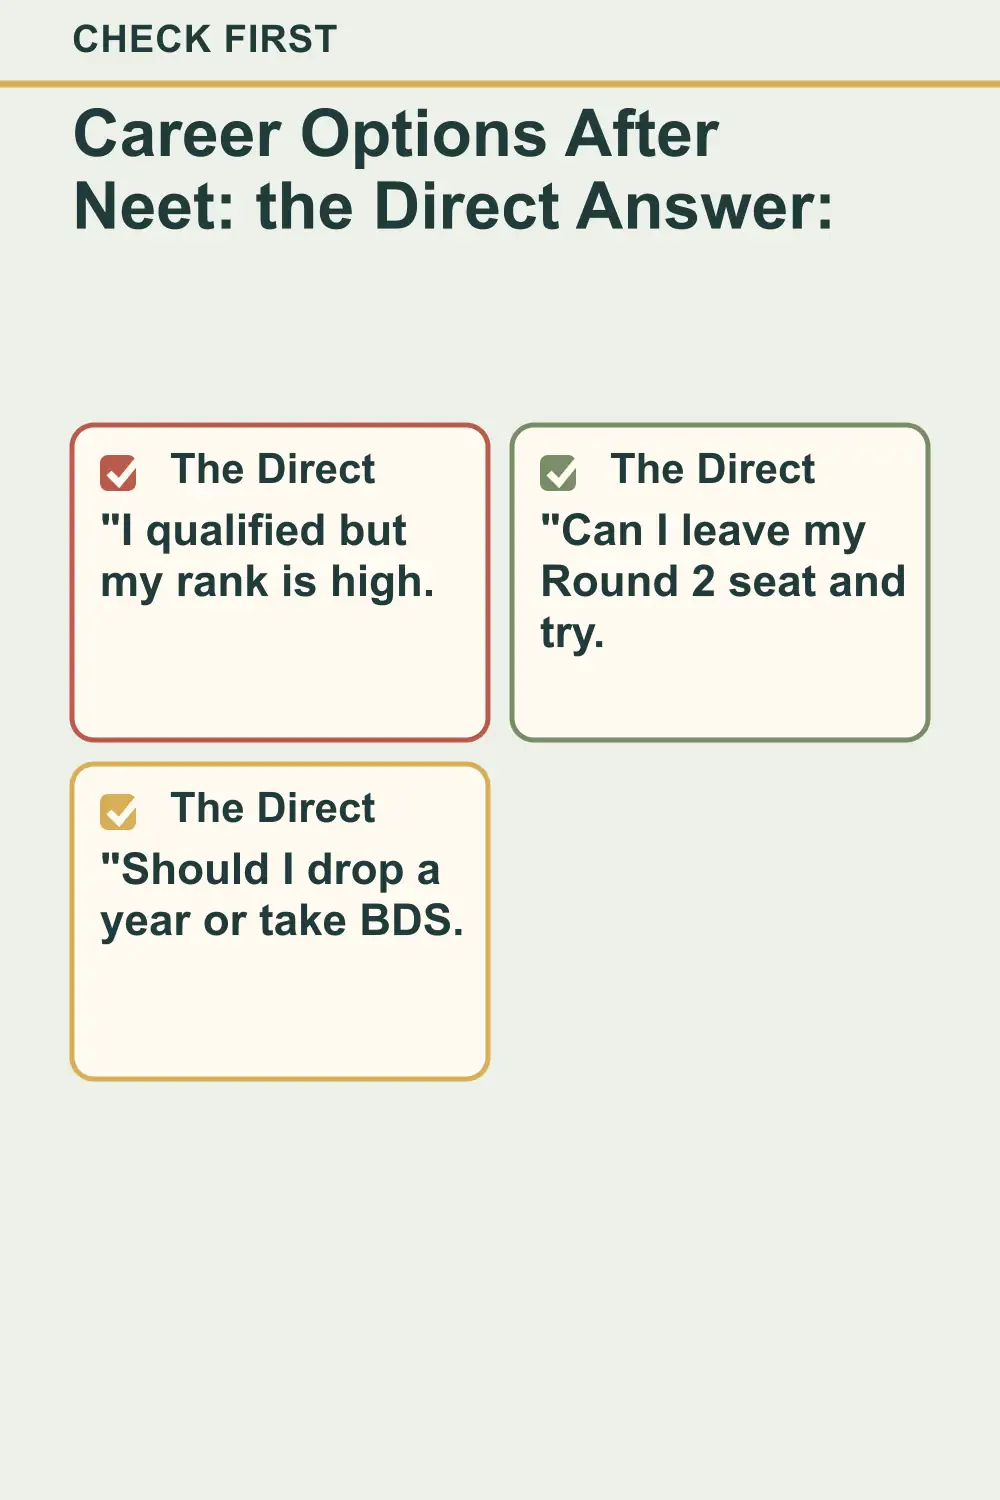 CHECK FIRST
Career Options After
Neet: the Direct Answer:
The Direct
"I qualified but
my rank is high.
The Direct
"Can I leave my
Round 2 seat and
try.
The Direct
"Should I drop a
year or take BDS.